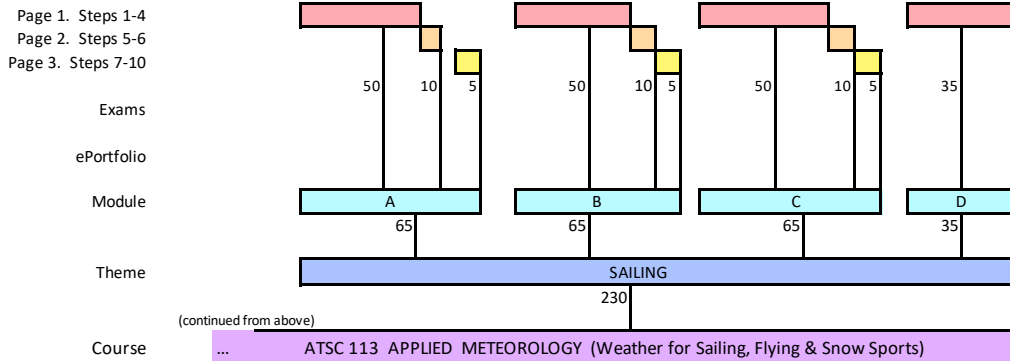 Page 1. Steps 1-4
Page 2. Steps 5-6
Page 3. Steps 7-10
50 10 5 50 10 5 50 10 5 35
Exams
ePortfolio
Module A B C D
65 65 65 35
Theme SAILING
230
(continued from above)
Course ... ATSC 113 APPLIED METEOROLOGY (Weather for Sailing, Flying & Snow Sports)